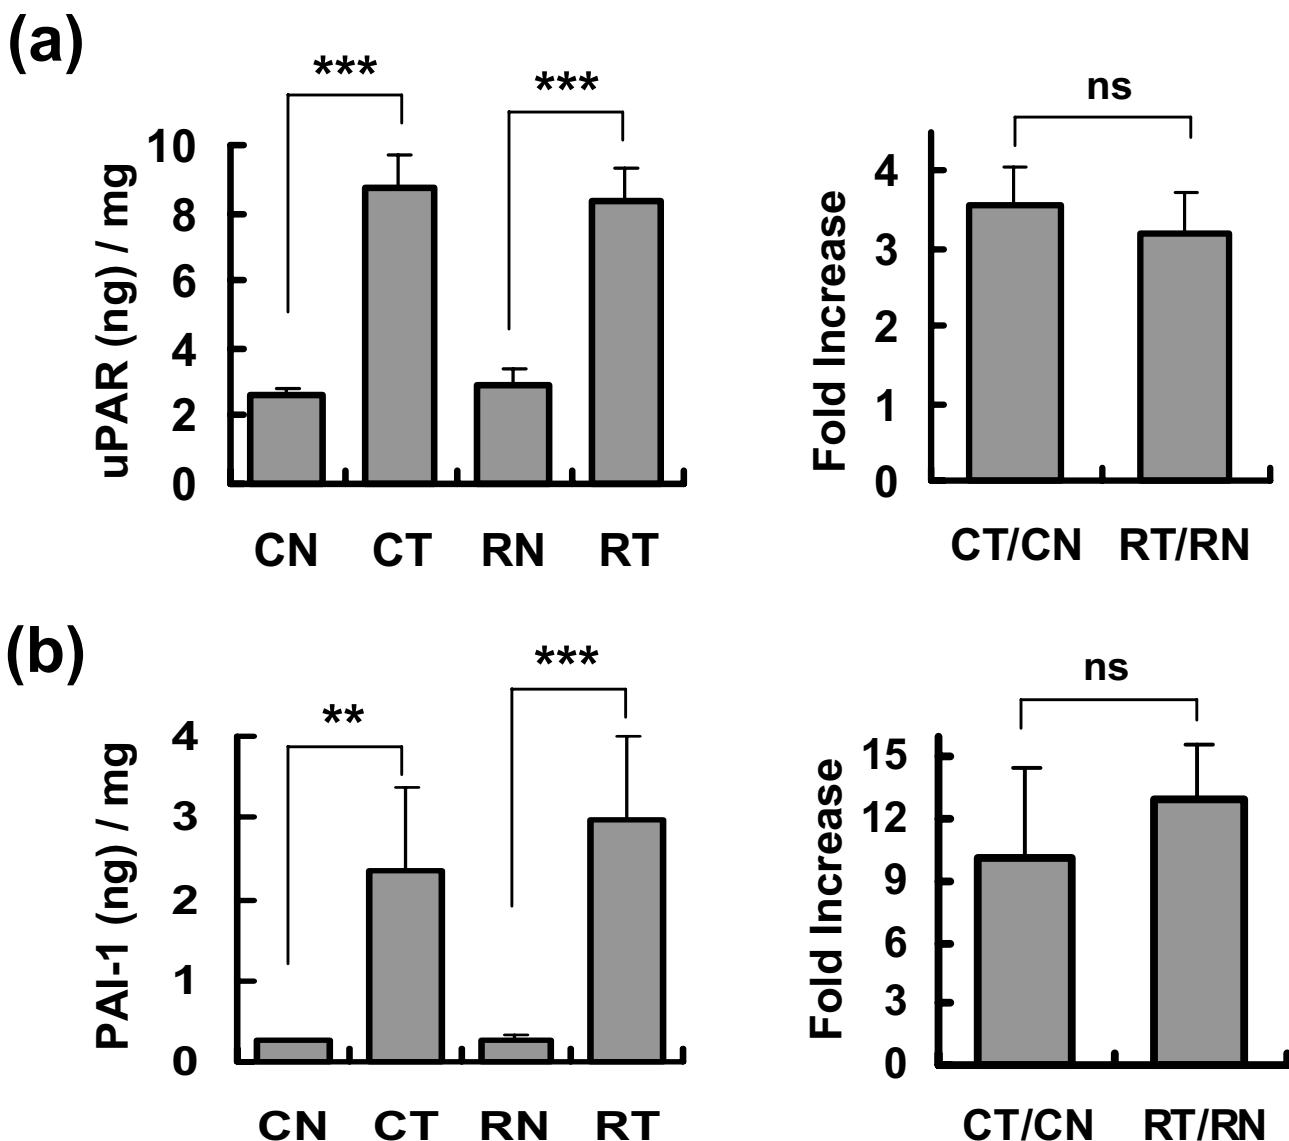 (a)
***
***
uPAR (ng) / mg
10
8
6
4
2
0
CN CT RN RT
ns
Fold Increase
4
3
2
1
0
CT/CN RT/RN
(b)
**
***
PAI-1 (ng) / mg
4
3
2
1
0
CN CT RN RT
ns
Fold Increase
15
12
9
6
3
0
CT/CN RT/RN